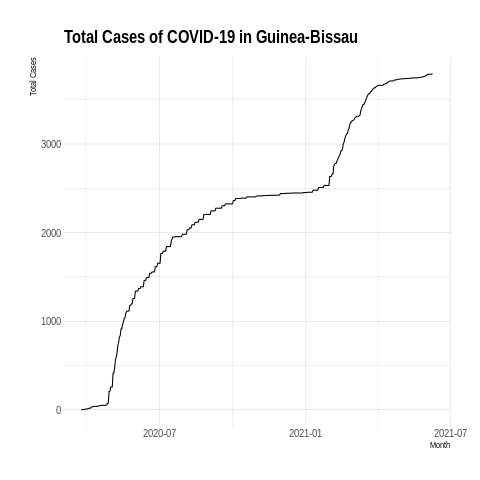 Total Cases of COVID-19 in Guinea-Bissau
Total Cases
3000
2000
1000
0
2020-07
2021-01
2021-07
Month